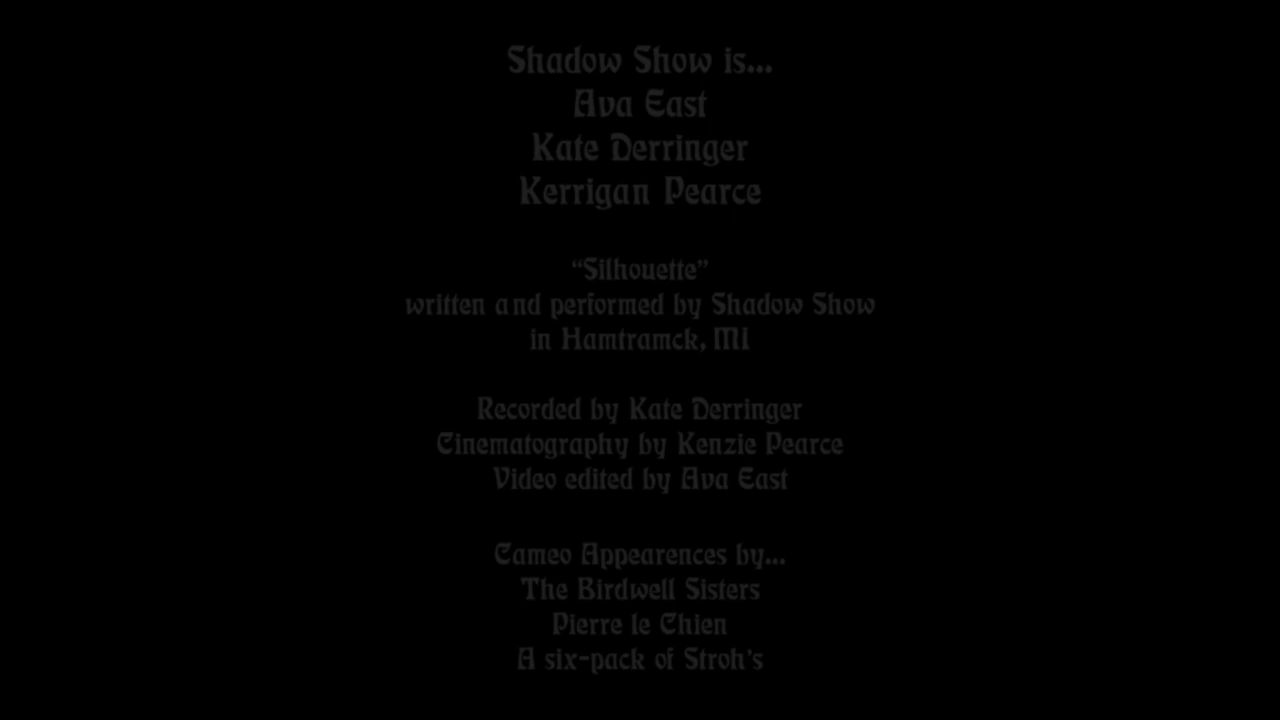 Shadow Show is...
Ava East
Kate Derringer
Kerrigan Pearce
“Silhouette”
written and performed by Shadow Show
in Hamtramck, MI
Recorded by Kate Derringer
Cinematography by Kenzie Pearce
Video edited by Ava East
Cameo Appearences by...
The Birdwell Sisters
Pierre le Chien
A six-pack of Stroh’s